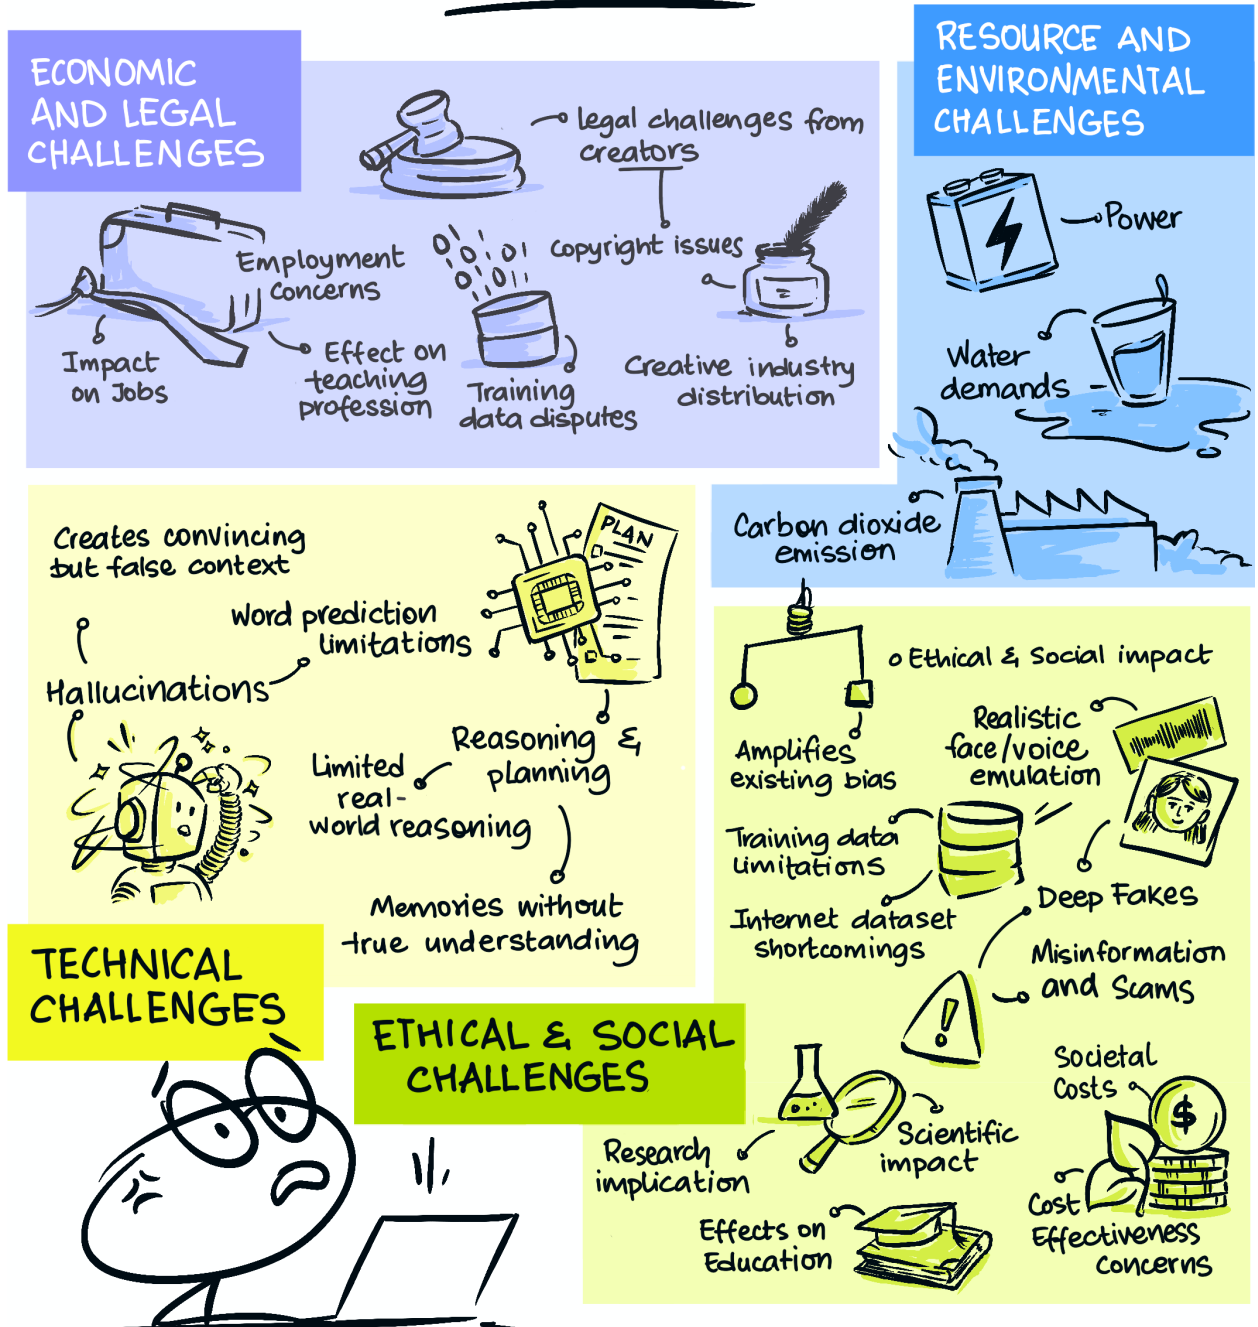 ECONOMIC
AND LEGAL
CHALLENGES
legal challenges from
creators
Copyright issues
Employment
Concerns
Impact
on Jobs
Effect on
teaching
profession
Training
data disputes
Creative industry
distribution
RESOURCE AND
ENVIRONMENTAL
CHALLENGES
Power
Water
demands
Carbon dioxide
emission
Creates convincing
but false context
Word prediction
limitations
Hallucinations
PLAN
Reasoning &
planning
Limited
real-
world reasoning
Memories without
true understanding
TECHNICAL
CHALLENGES
ETHICAL & SOCIAL
CHALLENGES
Ethical & Social impact
Amplifies
existing bias
Realistic
face/voice
emulation
Training data
limitations
Internet dataset
shortcomings
Deep Fakes
Misinformation
and Scams
Societal
Costs
$
Research
implication
Scientific
impact
Cost
Effectiveness
Concerns
Effects on
Education